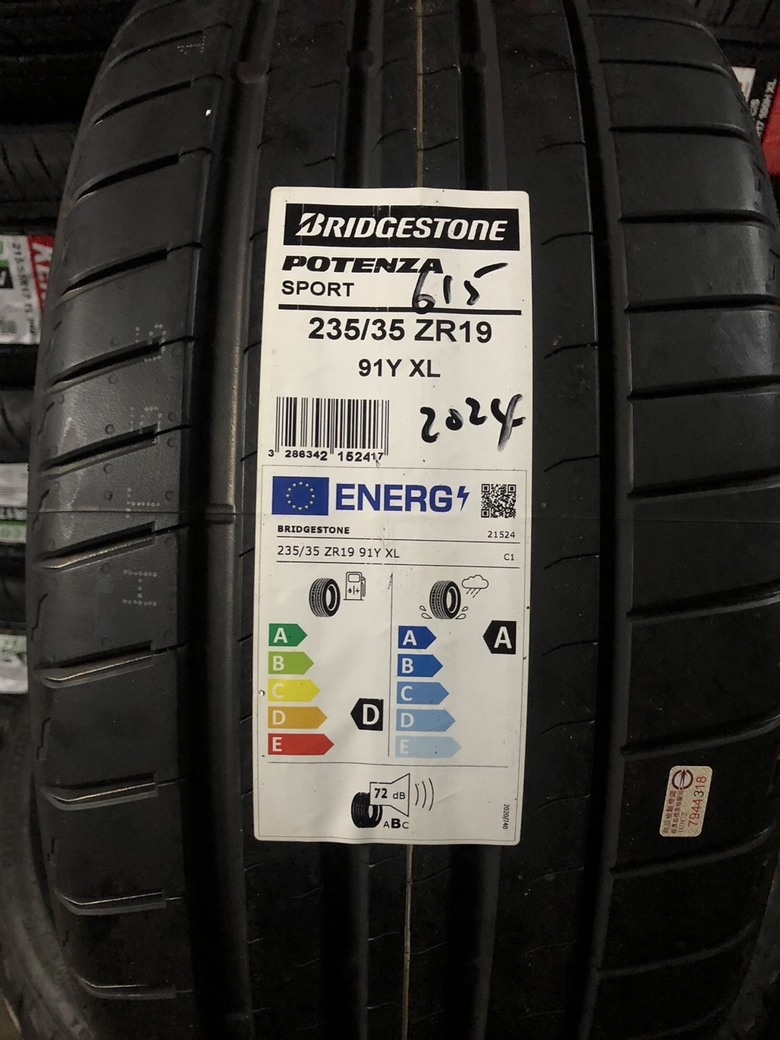 BRIDGESTONE
POTENZA
SPORT
615
235/35 ZR19
91Y XL
2024
3 286342 152417
ENERG
BRIDGESTONE
21524
235/35 ZR19 91Y XL
C1
A
B
C
D
E
D
A
B
C
D
E
A
72 dB
ABC
2020/740
7944318